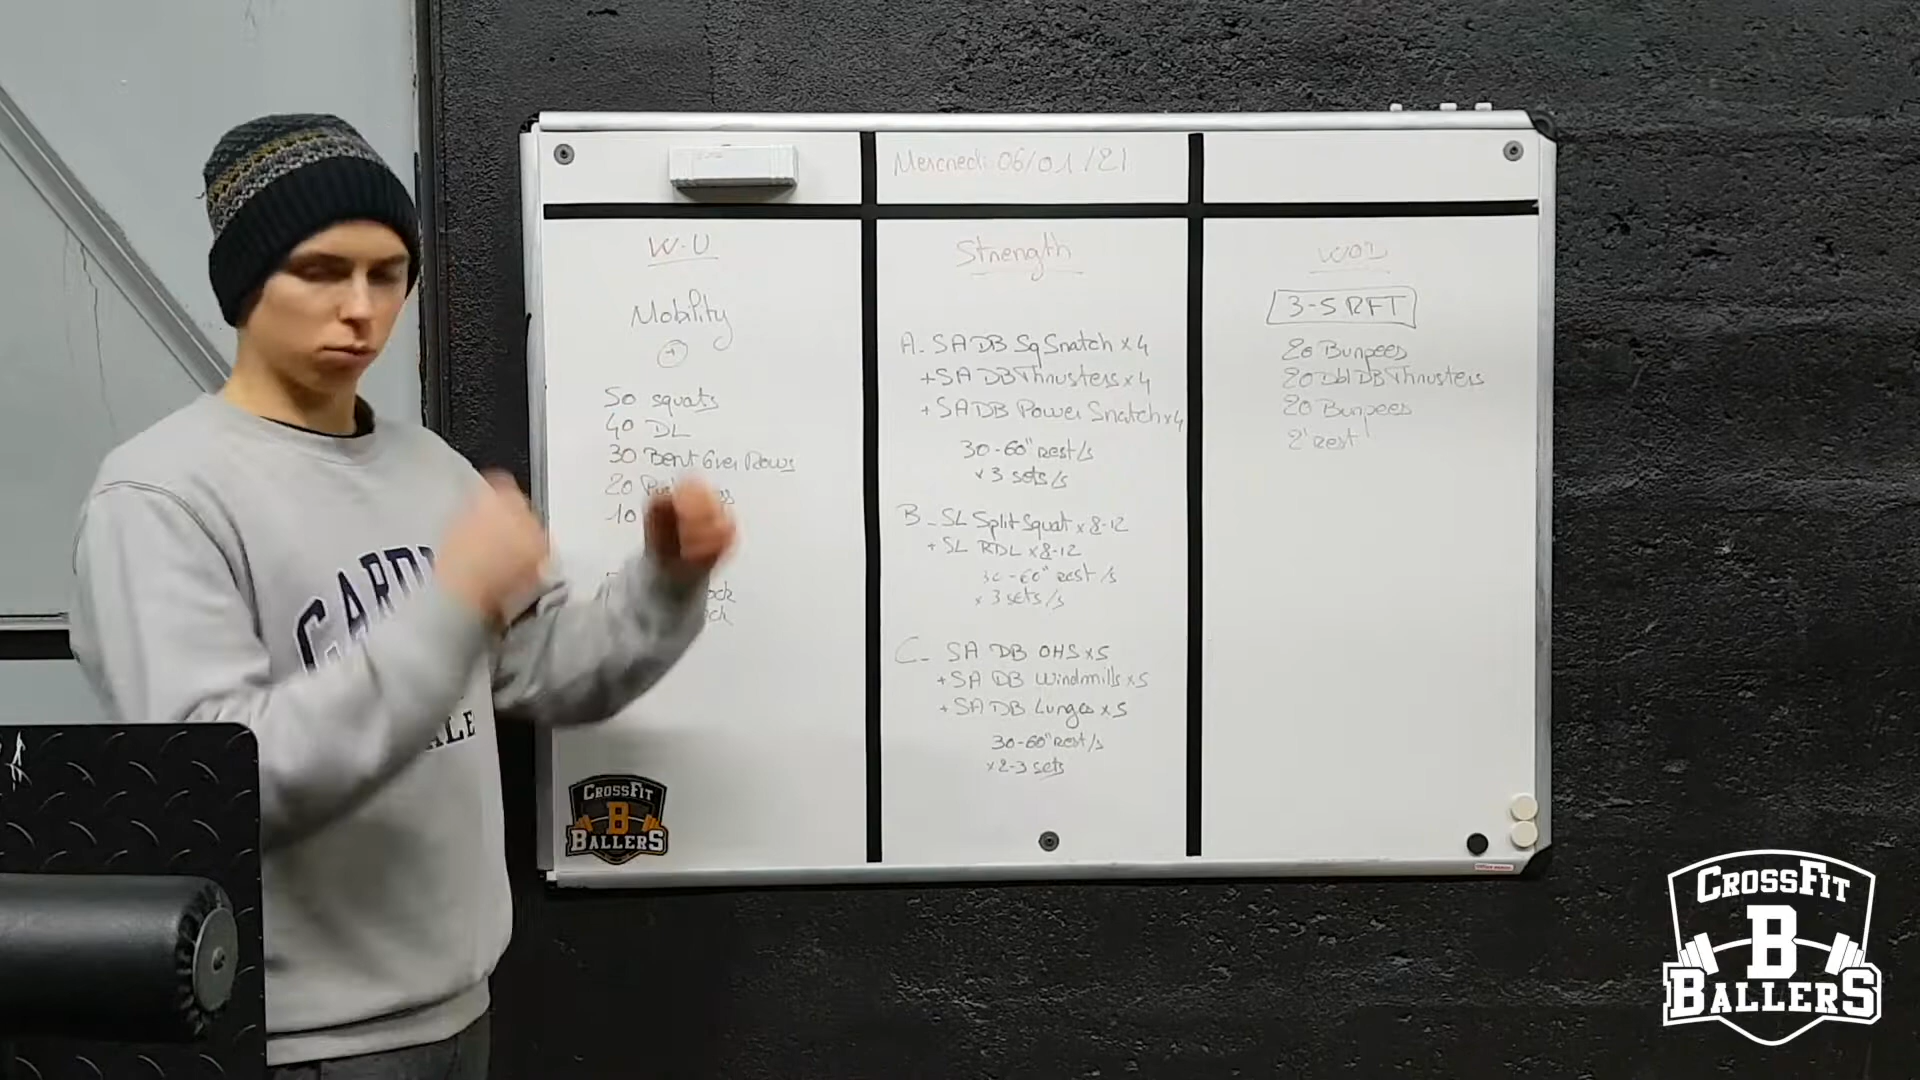 Mercredi 06/01/21
W-U
Mobility
+
50 squats
40 DL
30 Bent Over Rows
20
10
Strength
A- SA DB Sq Snatch x 4
+ SA DB Thrusters x 4
+ SA DB Power Snatch x 4
30-60" rest/s
x 3 sets/s
B- SL Split Squat x 8-12
+ SL RDL x 8-12
30-60" rest/s
x 3 sets/s
C- SA DB OHS x 5
+ SA DB Windmills x 5
+ SA DB Lunges x 5
30-60" Rest/s
x 2-3 sets
WOD
3-5 RFT
20 Burpees
20 Dbl DB Thrusters
20 Burpees
2' rest
CROSSFIT
B
BALLERS
CROSSFIT
B
BALLERS